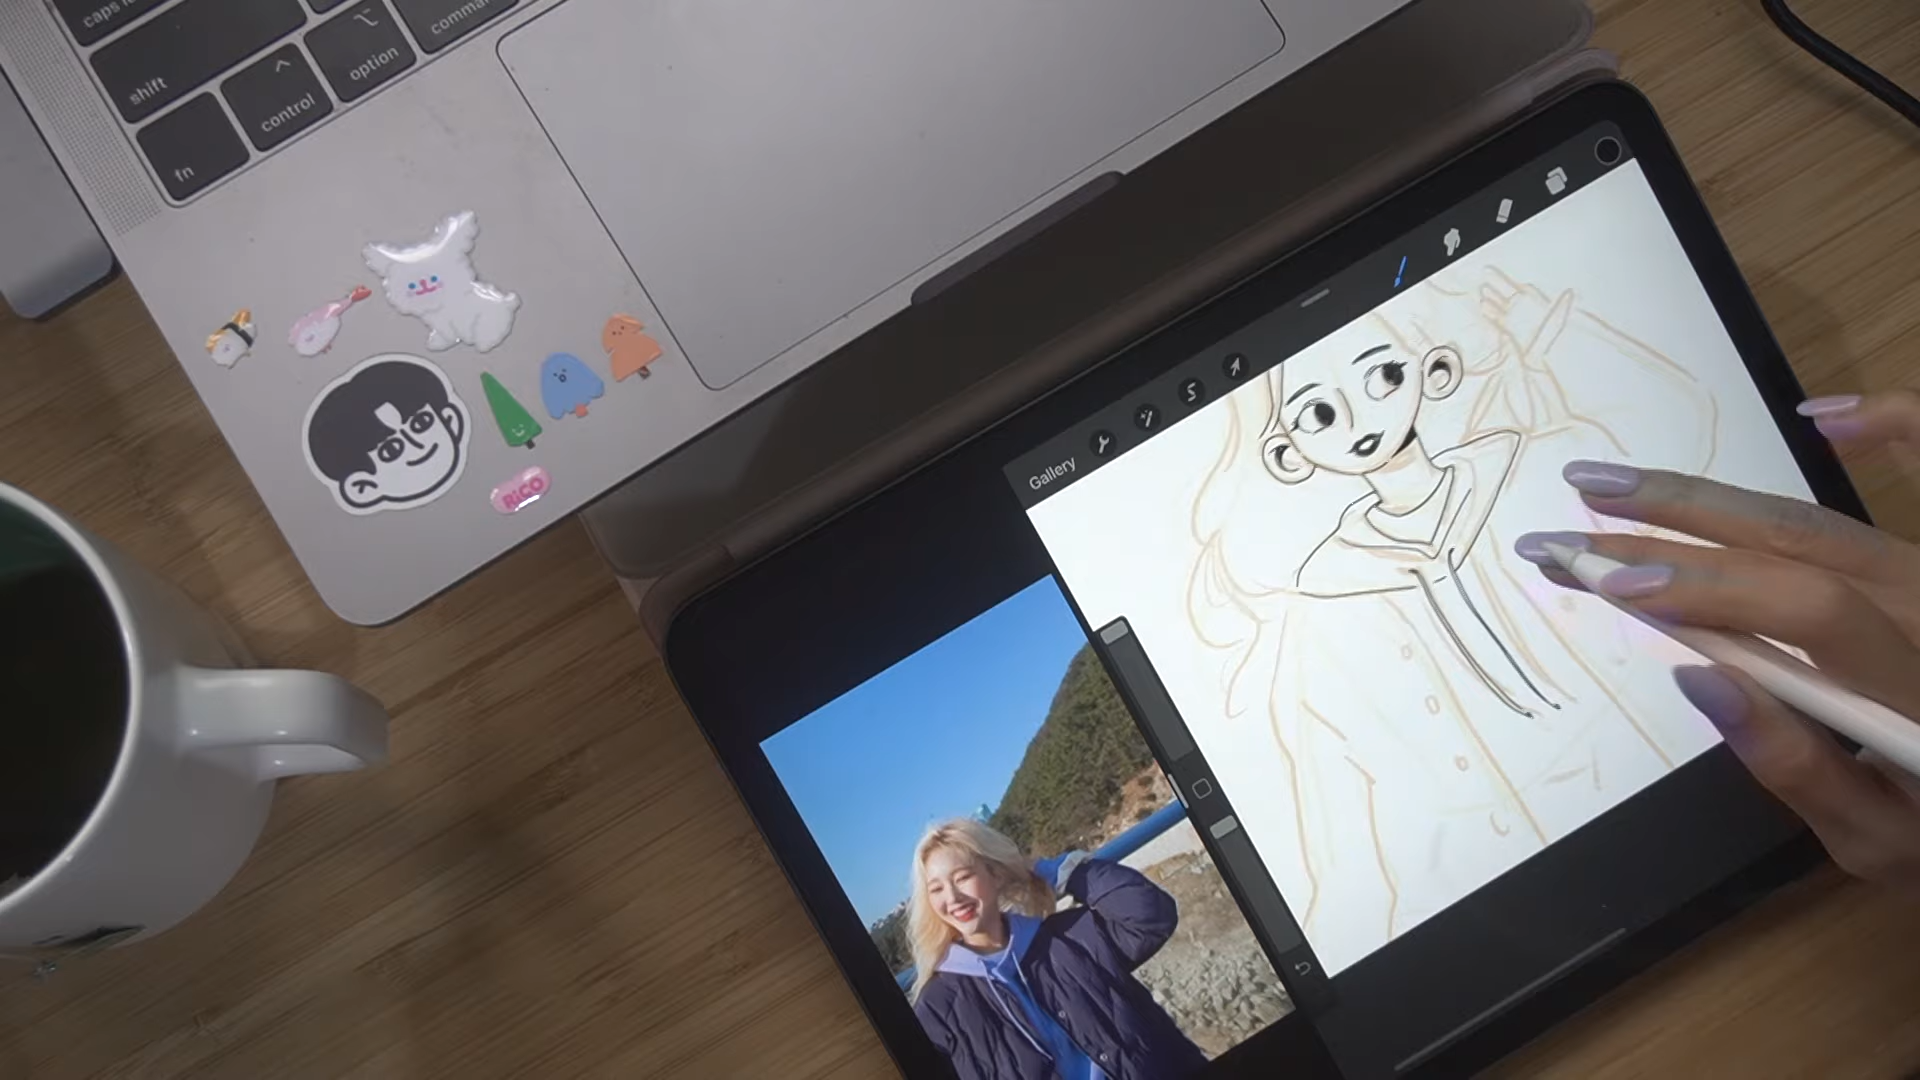 caps l
shift
fn
control
option
comma
RiCO
Gallery